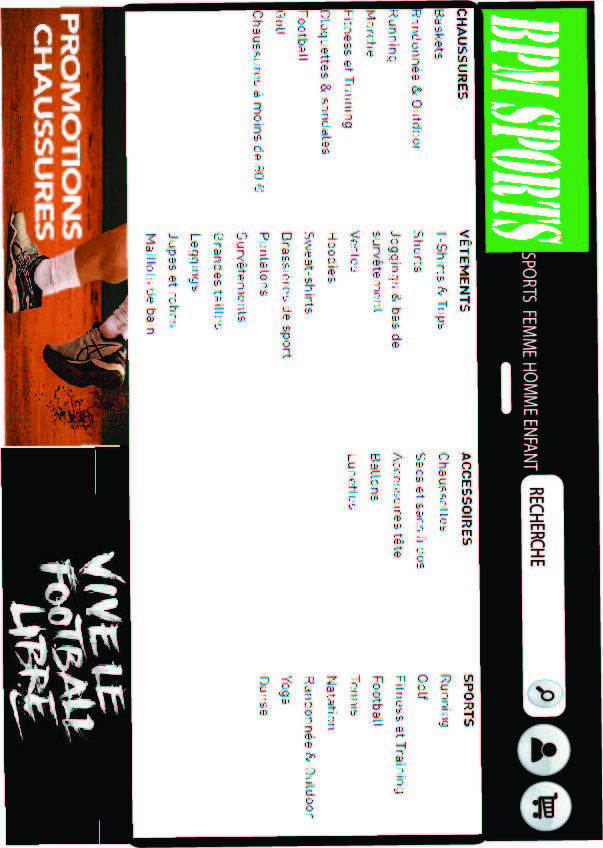 BPM SPORTS
SPORTS FEMME HOMME ENFANT
RECHERCHE
CHAUSSURES
Baskets
Randonnée & Outdoor
Running
Marche
Fitness et Training
Claquettes & sandales
Football
Golf
Chaussures à moins de 80 €
VÊTEMENTS
T-Shirts & Tops
Shorts
Joggings & bas de
survêtement
Vestes
Hoodies
Sweat-shirts
Brassières de sport
Pantalons
Survêtements
Grandes tailles
Leggings
Jupes et robes
Maillots de bain
ACCESSOIRES
Chaussettes
Sacs et sacs à dos
Accessoires tête
Ballons
Lunettes
SPORTS
Running
Golf
Fitness et Training
Football
Tennis
Natation
Randonnée & Outdoor
Yoga
Danse
PROMOTIONS
CHAUSSURES
VIVE LE
FOOTBALL
LIBRE